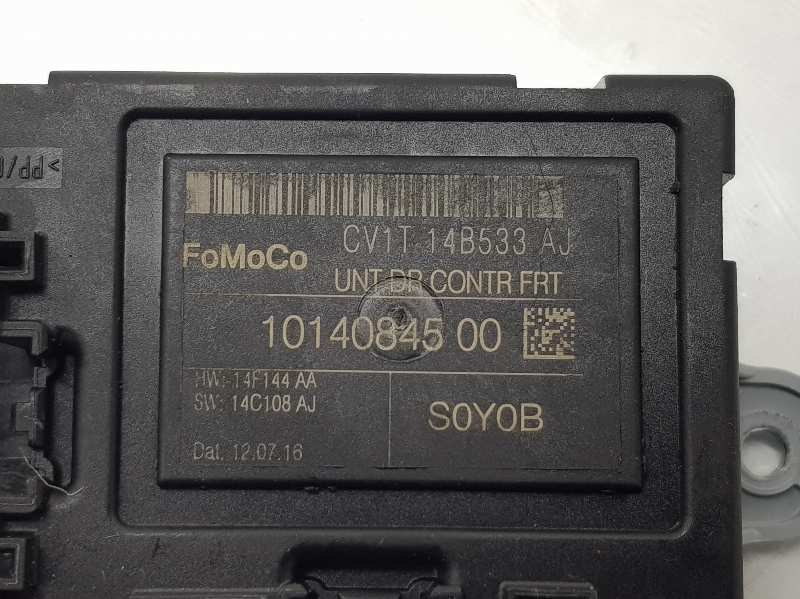 >PP/
CV1T 14B533 AJ
FoMoCo
UNT DR CONTR FRT
10140845 00
HW: 14F144 AA
SW: 14C108 AJ
S0Y0B
Dat. 12.07.16